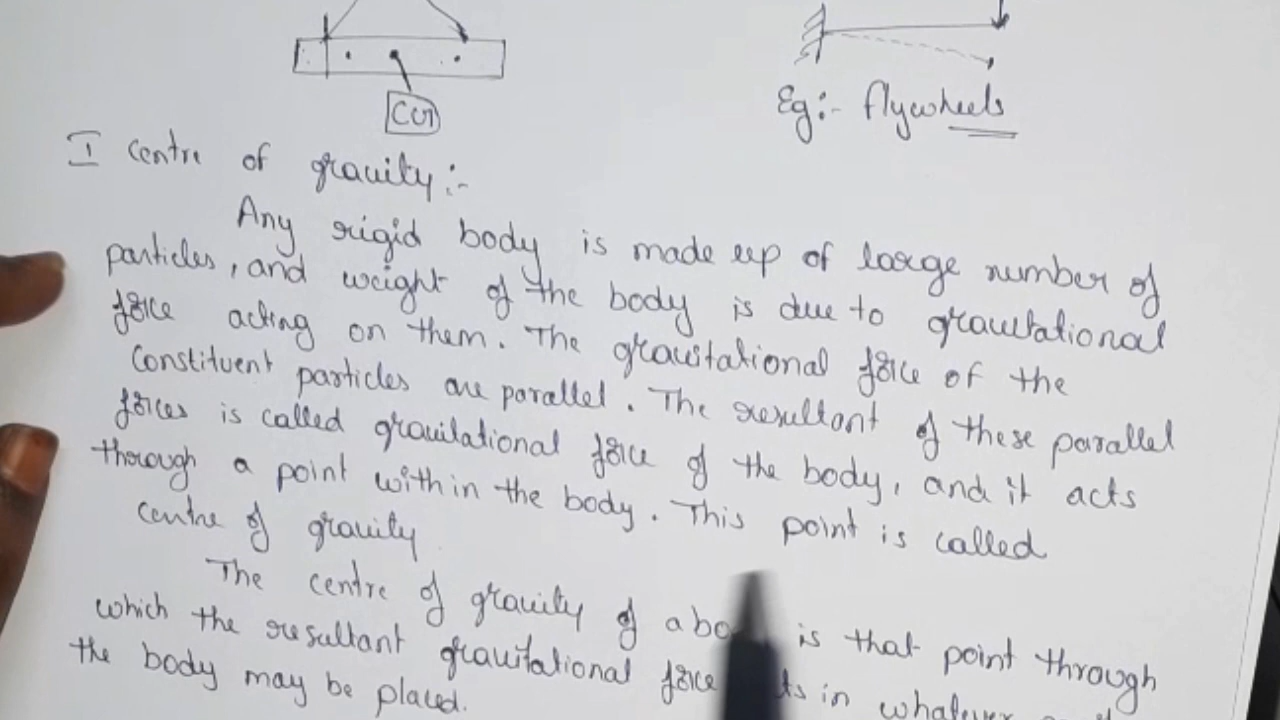 CG
Eg:- Flywheels
I Centre of gravity:-
Any rigid body is made up of large number of
particles, and weight of the body is due to gravitational
force acting on them. The gravitational force of the
constituent particles are parallel. The resultant of these parallel
forces is called gravitational force of the body, and it acts
through a point within the body. This point is called
centre of gravity
The centre of gravity of a is that point through
which the resultant gravitational force in whatever
the body may be placed.